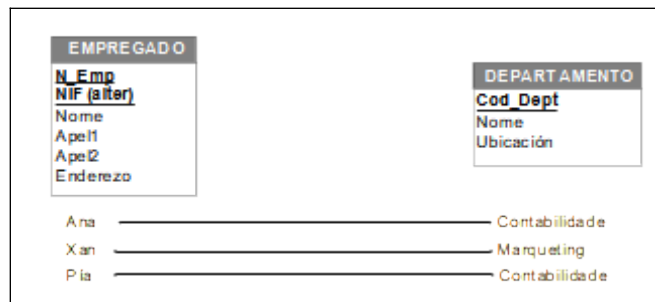 EMPREGADO
N_Emp
NIF (alter)
Nome
Apel1
Apel2
Enderezo
DEPARTAMENTO
Cod_Dept
Nome
Ubicación
Ana Contabilidade
Xan Marqueting
Pía Contabilidade